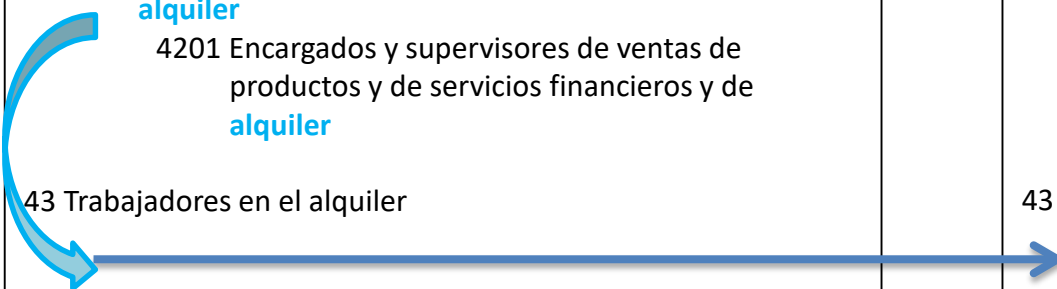 alquiler
4201 Encargados y supervisores de ventas de
productos y de servicios financieros y de
alquiler
43 Trabajadores en el alquiler
43